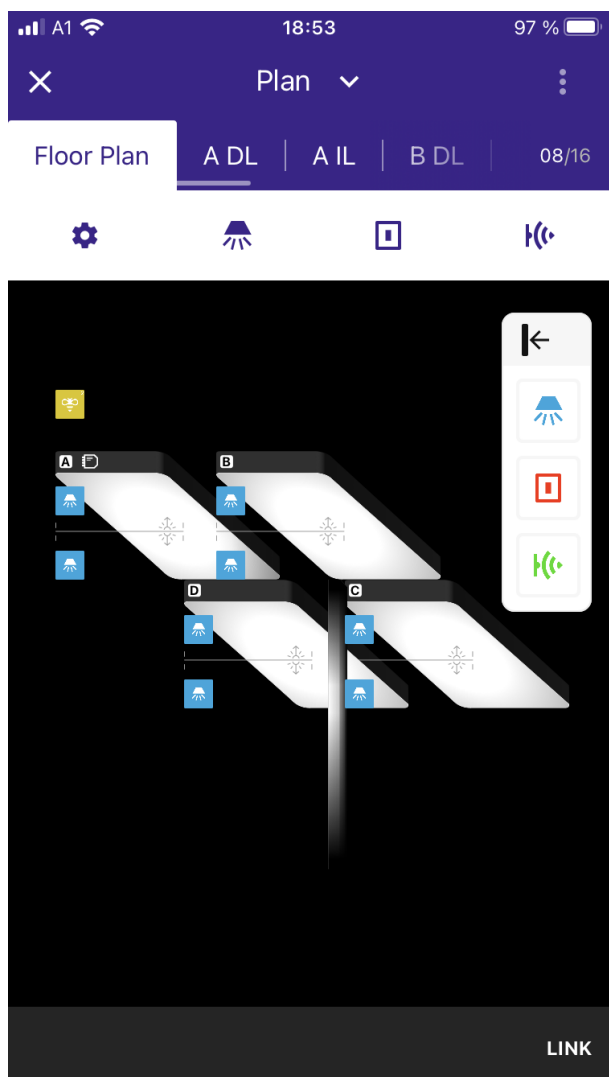 A1 18:53 97 %
Plan
Floor Plan A DL A IL B DL 08/16
A B
D C
LINK